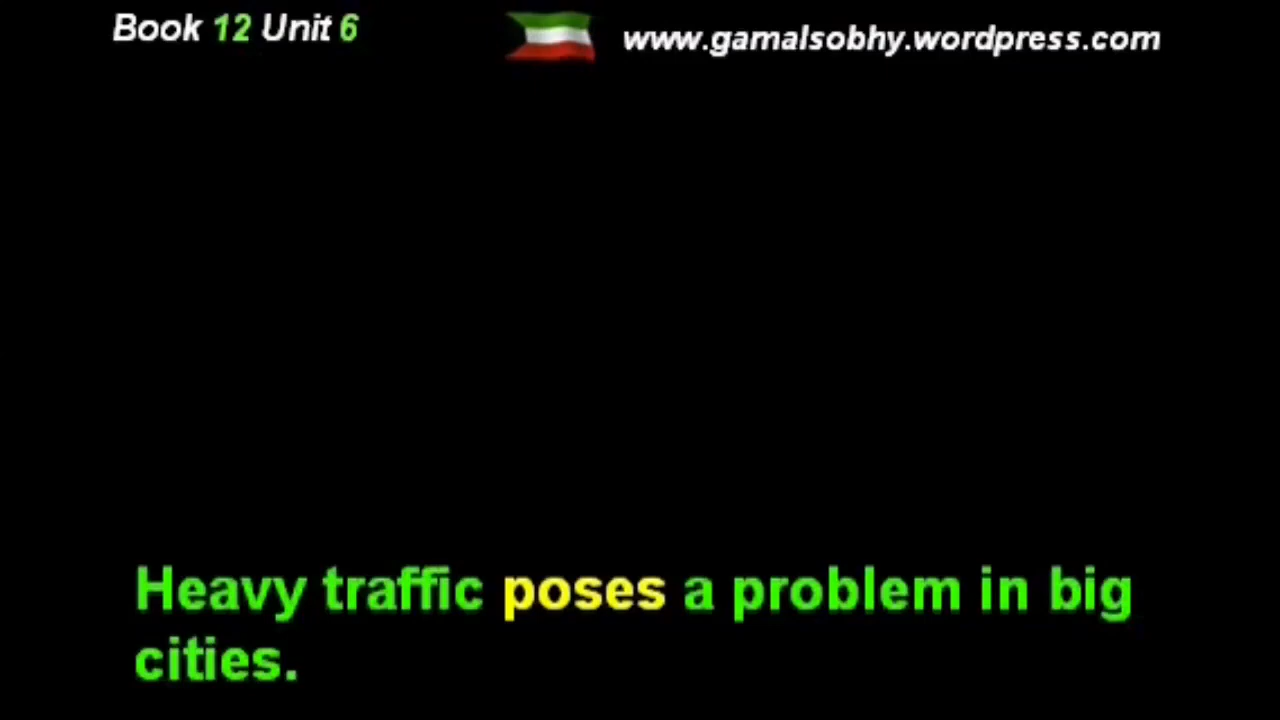 Book 12 Unit 6
www.gamalsobhy.wordpress.com
Heavy traffic poses a problem in big
cities.